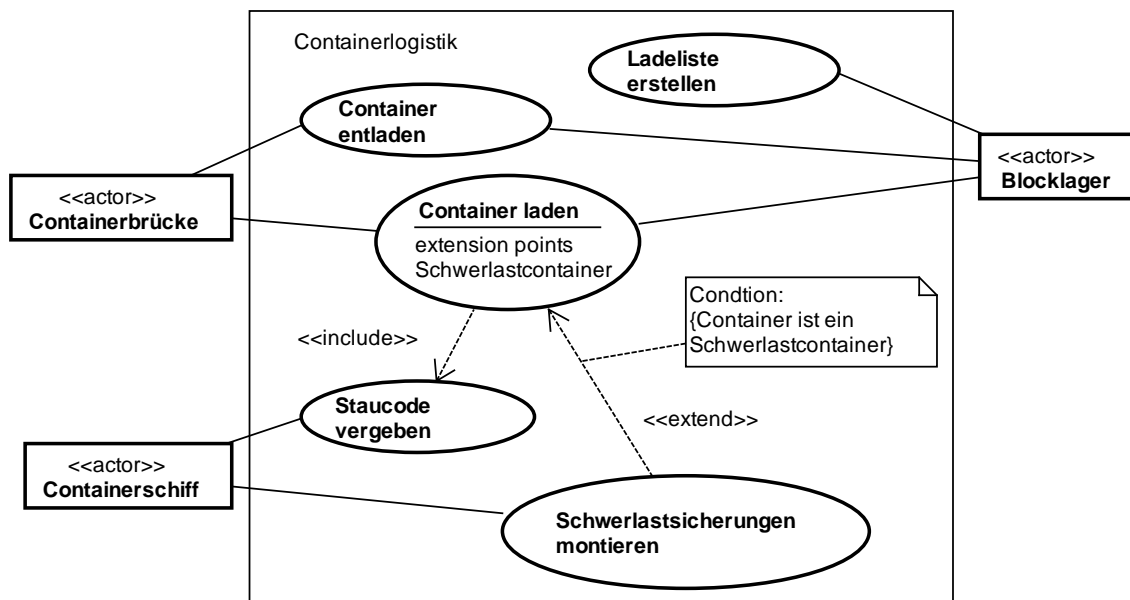 Containerlogistik
Ladeliste
erstellen
Container
entladen
<<actor>>
Blocklager
<<actor>>
Containerbrücke
Container laden
extension points
Schwerlastcontainer
Condtion:
{Container ist ein
Schwerlastcontainer}
<<include>>
Staucode
vergeben
<<extend>>
<<actor>>
Containerschiff
Schwerlastsicherungen
montieren